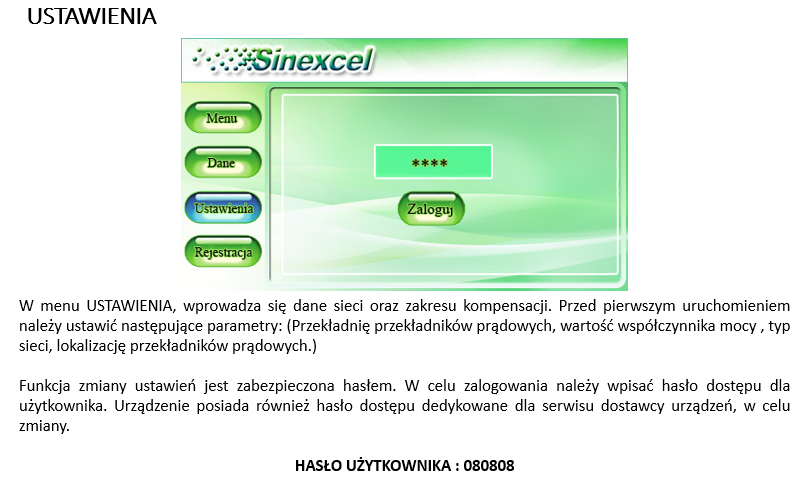 USTAWIENIA
Sinexcel
Menu
Dane
Ustawienia
Rejestracja
****
Zaloguj
W menu USTAWIENIA, wprowadza się dane sieci oraz zakresu kompensacji. Przed pierwszym uruchomieniem
należy ustawić następujące parametry: (Przekładnię przekładników prądowych, wartość współczynnika mocy , typ
sieci, lokalizację przekładników prądowych.)
Funkcja zmiany ustawień jest zabezpieczona hasłem. W celu zalogowania należy wpisać hasło dostępu dla
użytkownika. Urządzenie posiada również hasło dostępu dedykowane dla serwisu dostawcy urządzeń, w celu
zmiany.
HASŁO UŻYTKOWNIKA : 080808